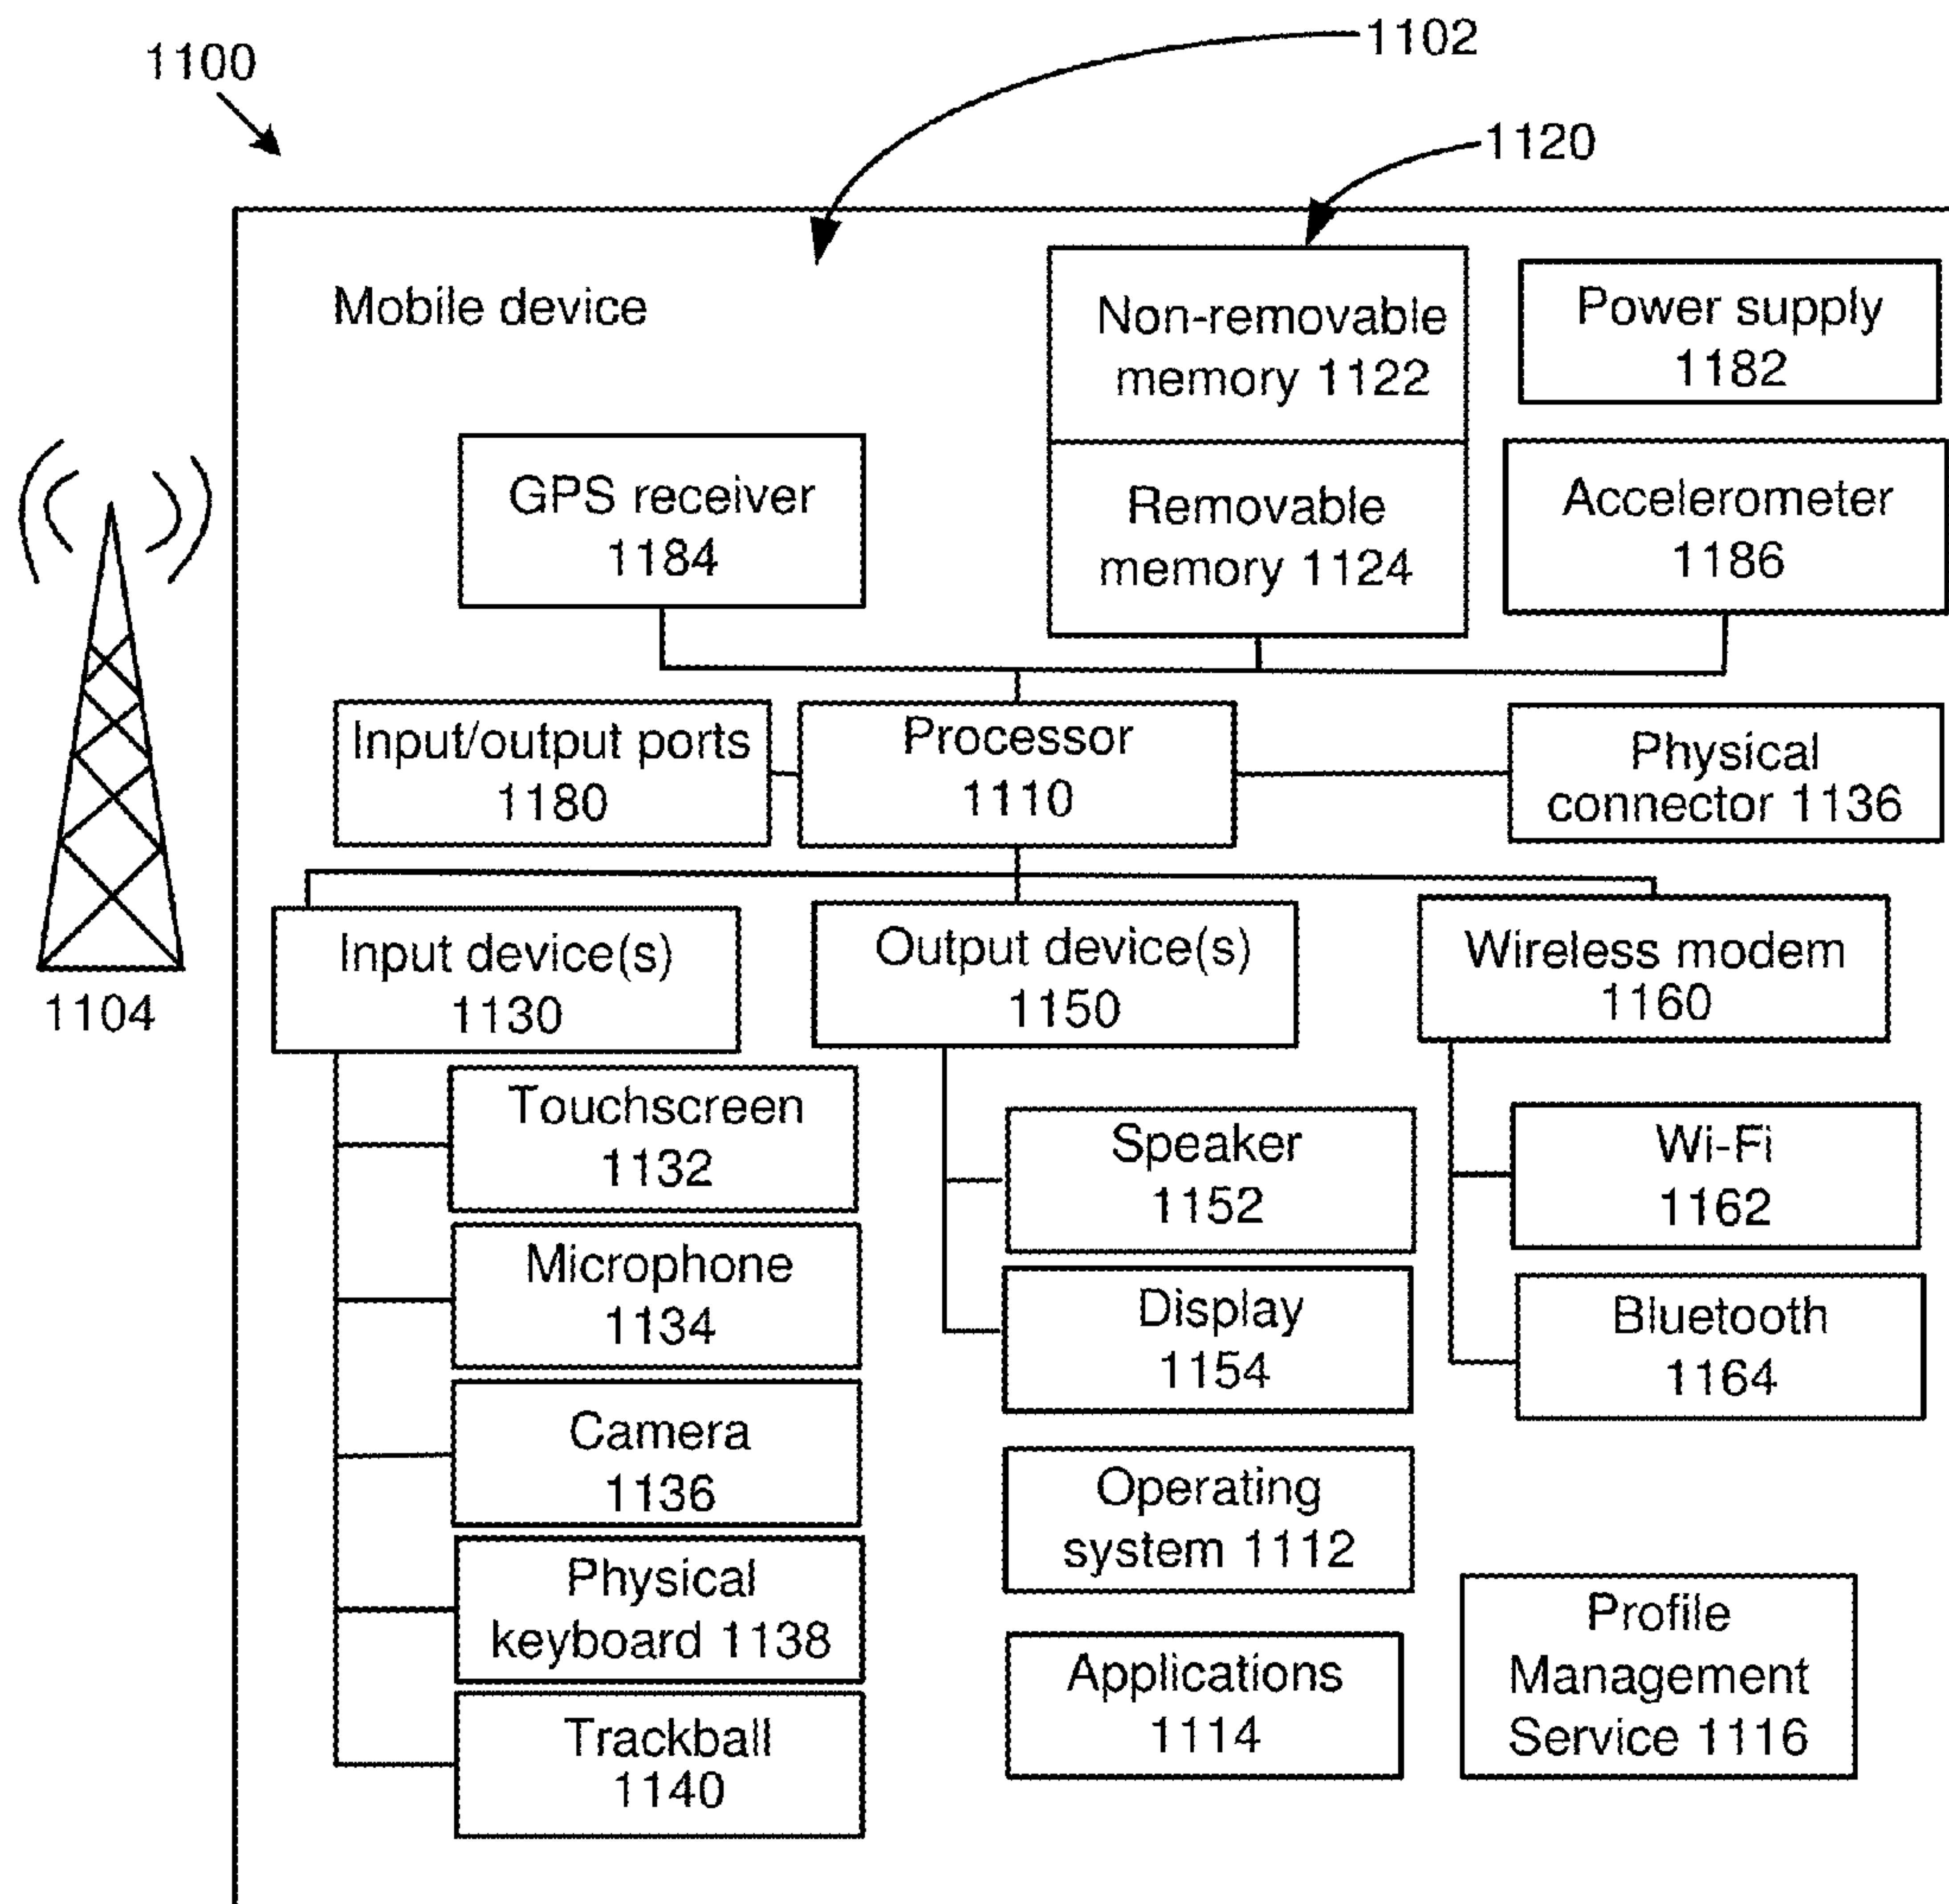 1100
1102
1120
Mobile device
Non-removable
memory 1122
Power supply
1182
GPS receiver
1184
Removable
memory 1124
Accelerometer
1186
Input/output ports
1180
Processor
1110
Physical
connector 1136
Input device(s)
1130
Output device(s)
1150
Wireless modem
1160
1104
Touchscreen
1132
Speaker
1152
Wi-Fi
1162
Microphone
1134
Display
1154
Bluetooth
1164
Camera
1136
Operating
system 1112
Physical
keyboard 1138
Profile
Management
Service 1116
Applications
1114
Trackball
1140